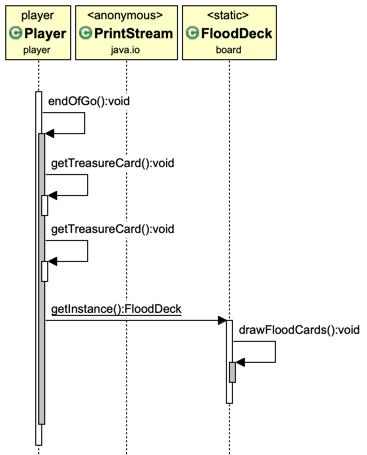 player
Player
player
<anonymous>
PrintStream
java.io
<static>
FloodDeck
board
endOfGo():void
getTreasureCard():void
getTreasureCard():void
getInstance():FloodDeck
drawFloodCards():void